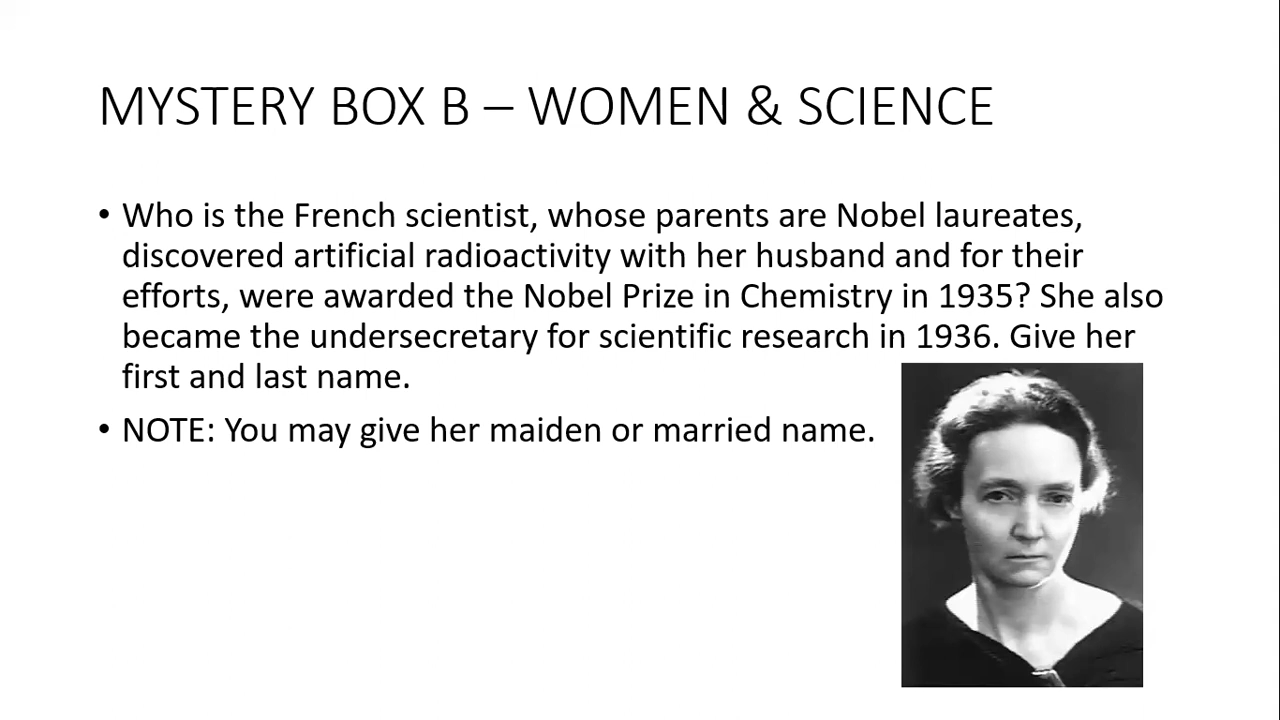 MYSTERY BOX B – WOMEN & SCIENCE
• Who is the French scientist, whose parents are Nobel laureates,
discovered artificial radioactivity with her husband and for their
efforts, were awarded the Nobel Prize in Chemistry in 1935? She also
became the undersecretary for scientific research in 1936. Give her
first and last name.
• NOTE: You may give her maiden or married name.